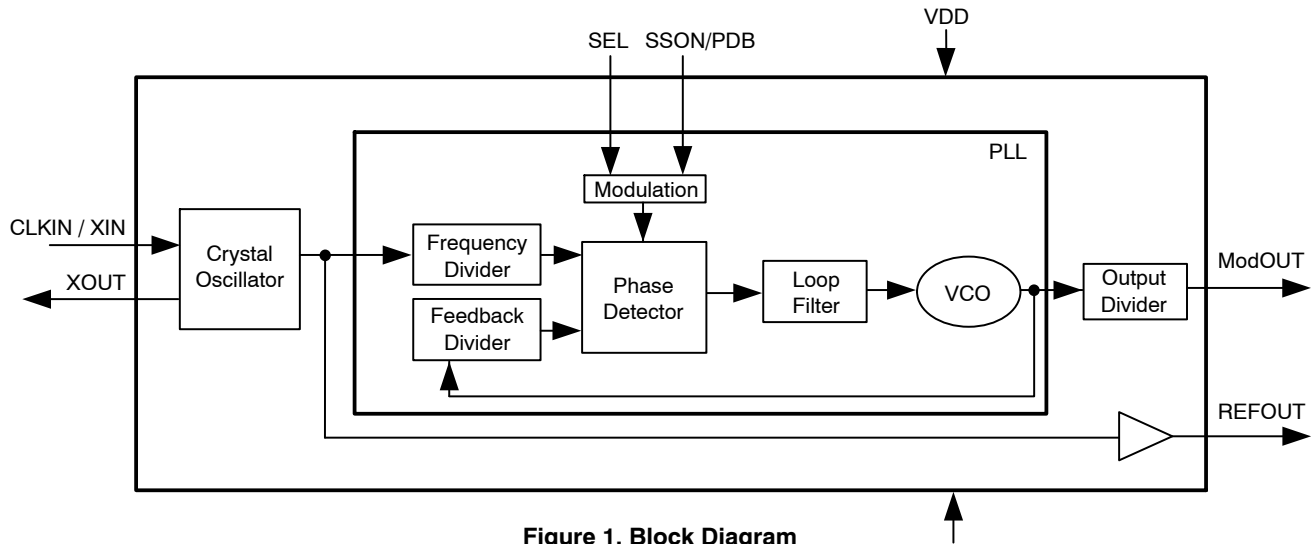 VDD
SEL SSON/PDB
PLL
Modulation
CLKIN / XIN
XOUT
Crystal
Oscillator
Frequency
Divider
Feedback
Divider
Phase
Detector
Loop
Filter
VCO
Output
Divider
ModOUT
REFOUT
Figure 1. Block Diagram